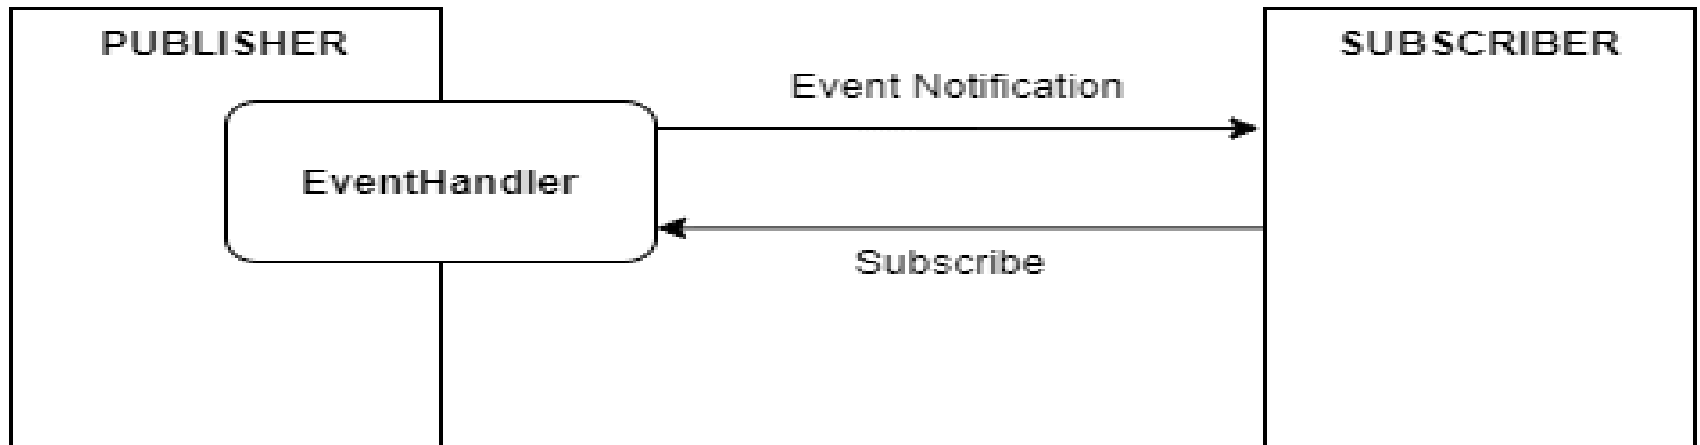 PUBLISHER
SUBSCRIBER
Event Notification
EventHandler
Subscribe